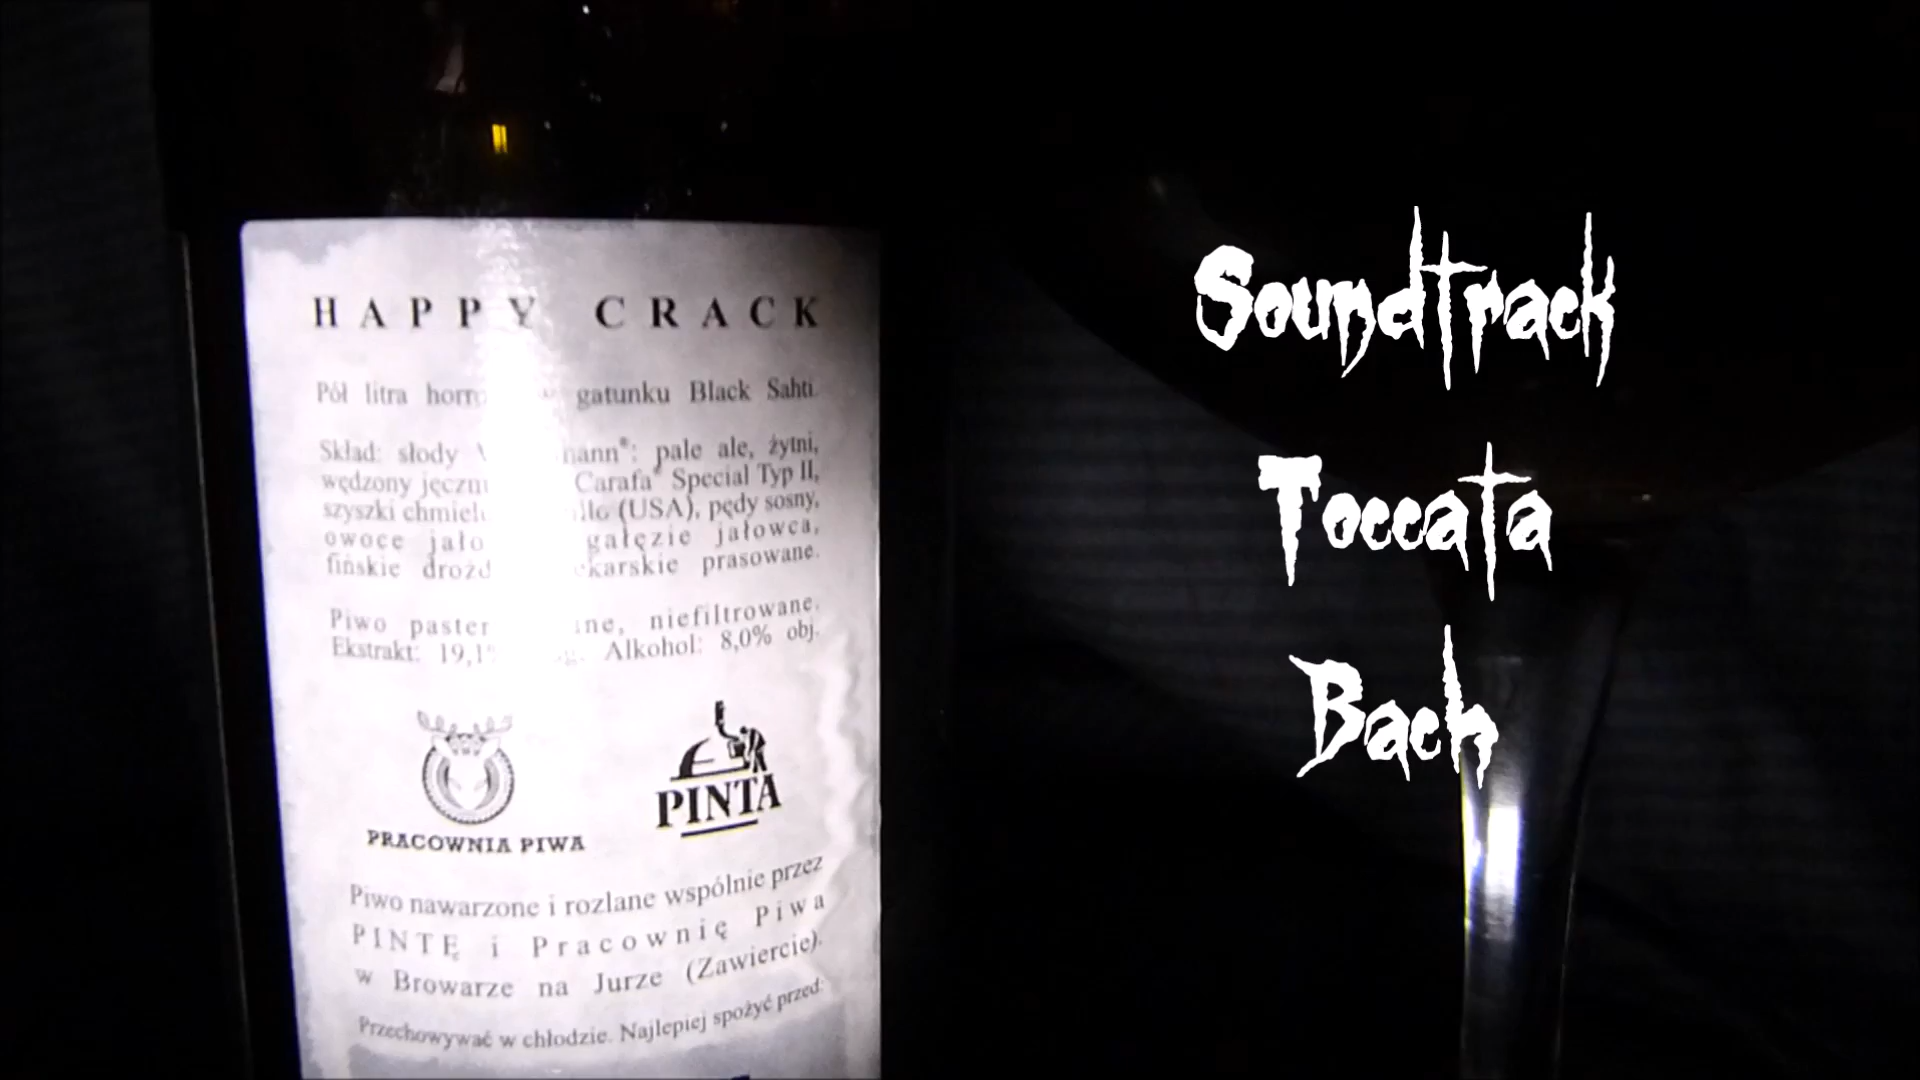 HAPPY CRACK
Pół litra gatunku Black Sahti.
Skład: słody pale ale, żytni,
wędzony Carafa® Special Typ II,
szyszki (USA), pędy sosny,
owoce gałęzie jałowca,
fińskie prasowane.
Piwo niefiltrowane.
Ekstrakt: Alkohol: 8,0% obj.
PRACOWNIA PIWA
PINTA
Piwo nawarzone i rozlane wspólnie przez
PINTĘ i Pracownię Piwa
w Browarze na Jurze (Zawiercie).
Przechowywać w chłodzie. Najlepiej spożyć przed:
Soundtrack
Toccata
Bach